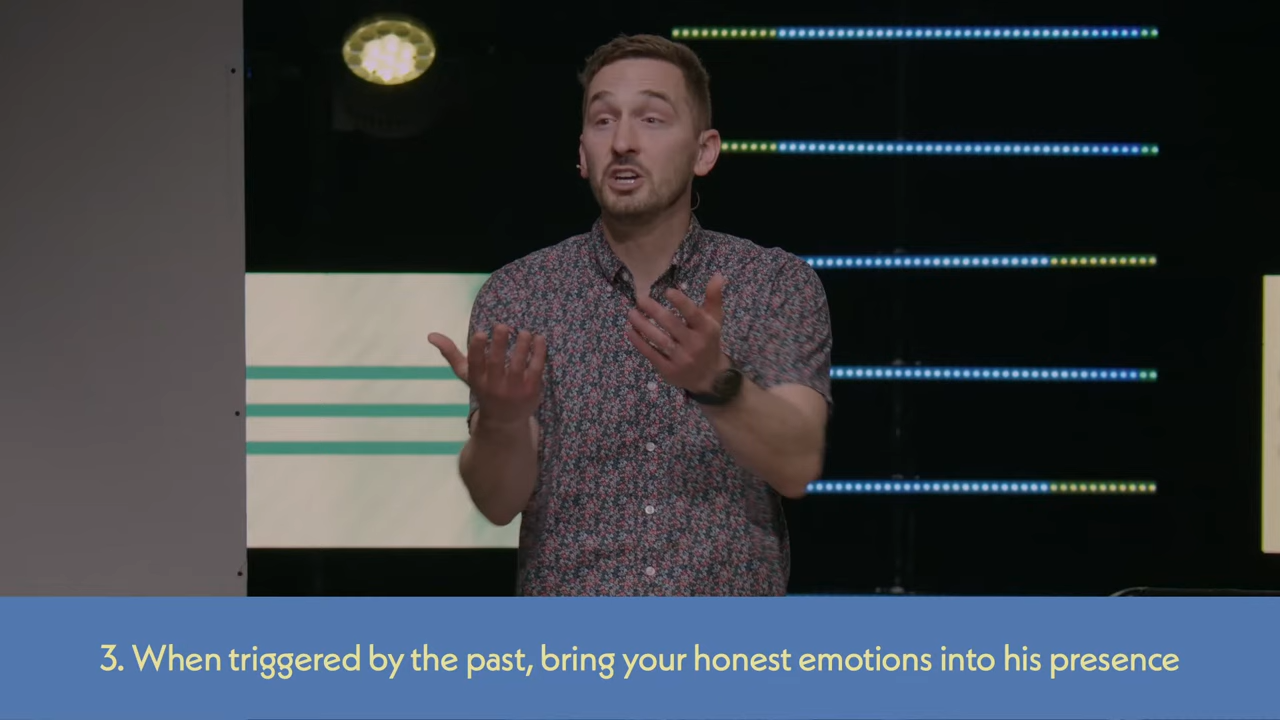 3. When triggered by the past, bring your honest emotions into his presence